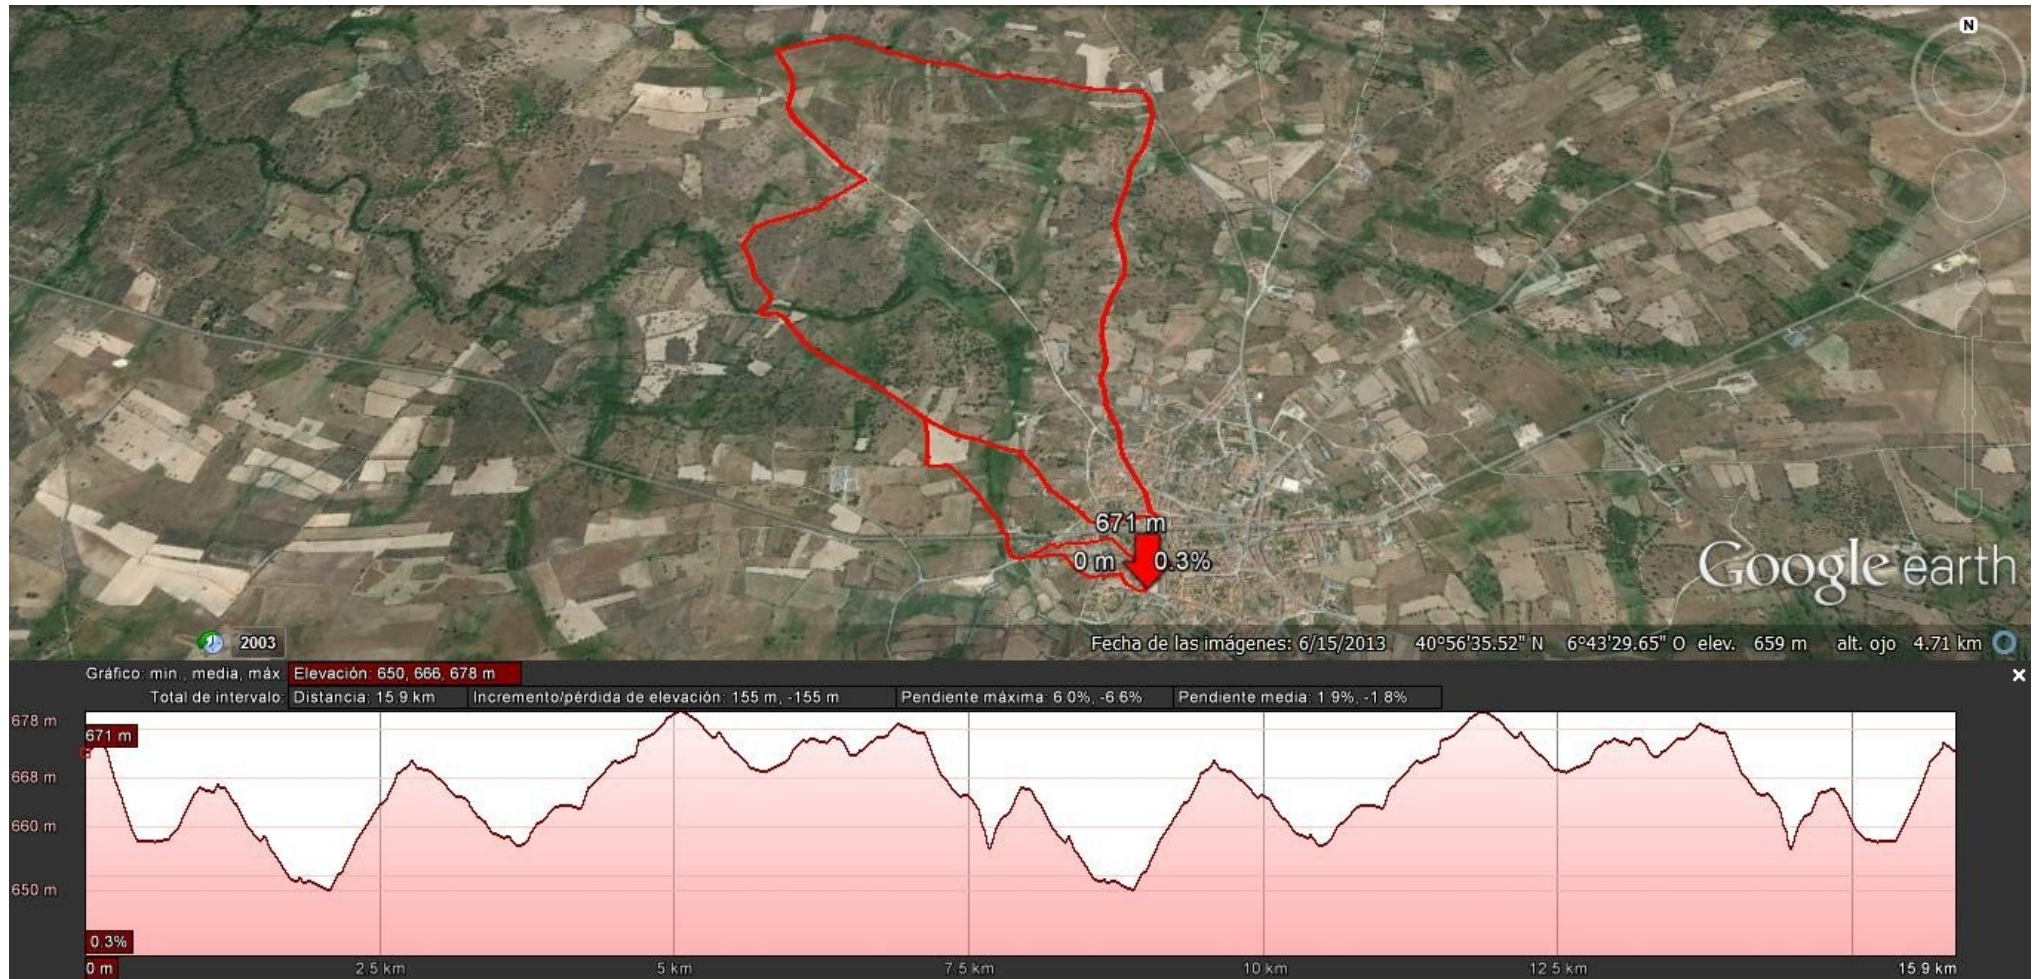 N
671 m
0 m
0.3%
Google earth
2003
Fecha de las imágenes: 6/15/2013 40°56'35.52" N 6°43'29.65" O elev. 659 m alt. ojo 4.71 km
Gráfico: min., media, máx Elevación: 650, 666, 678 m
Total de intervalo: Distancia: 15.9 km Incremento/pérdida de elevación: 155 m, -155 m Pendiente máxima: 6.0%, -6.6% Pendiente media: 1.9%, -1.8%
678 m
671 m
668 m
660 m
650 m
0.3%
0 m 2.5 km 5 km 7.5 km 10 km 12.5 km 15.9 km